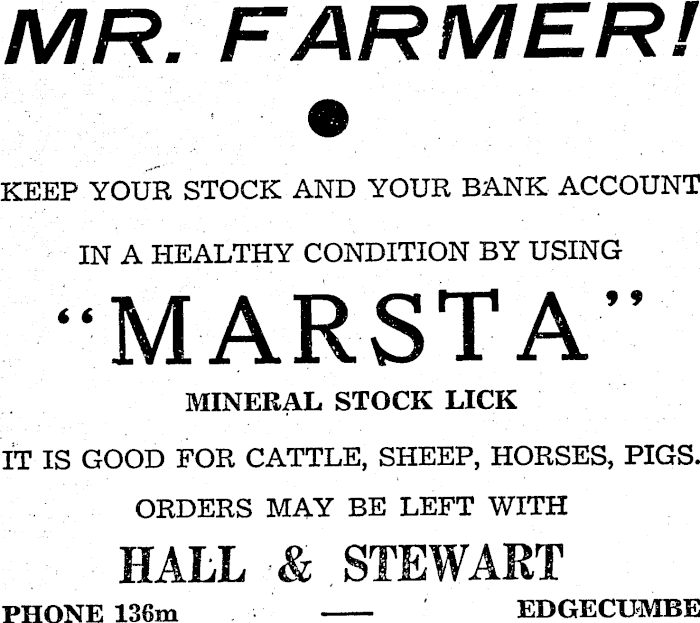 MR. FARMER!
KEEP YOUR STOCK AND YOUR BANK ACCOUNT
IN A HEALTHY CONDITION BY USING
“MARSTA”
MINERAL STOCK LICK
IT IS GOOD FOR CATTLE, SHEEP, HORSES, PIGS.
ORDERS MAY BE LEFT WITH
HALL & STEWART
PHONE 136m — EDGECUMBE